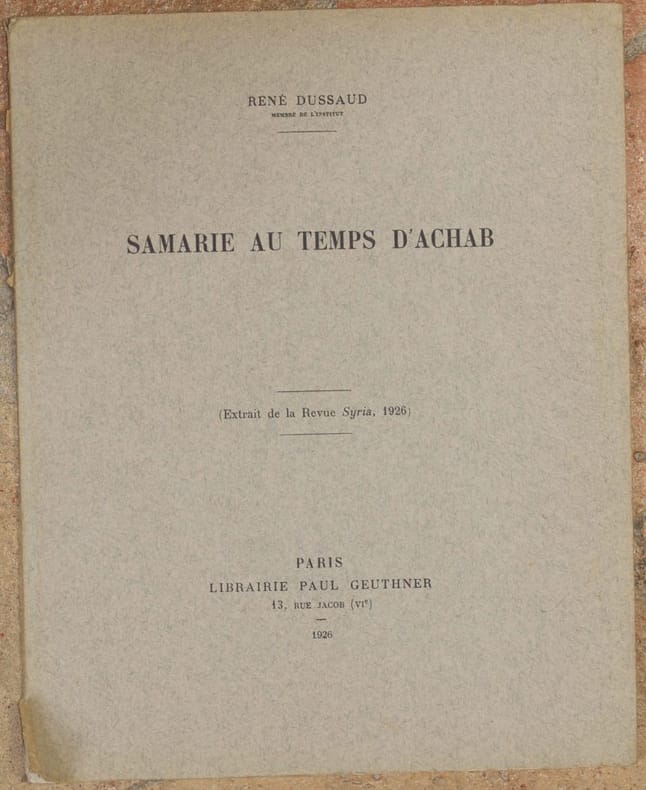 RENÉ DUSSAUD
MEMBRE DE L'INSTITUT
SAMARIE AU TEMPS D'ACHAB
(Extrait de la Revue Syria, 1926)
PARIS
LIBRAIRIE PAUL GEUTHNER
13, RUE JACOB (VIe)
1926